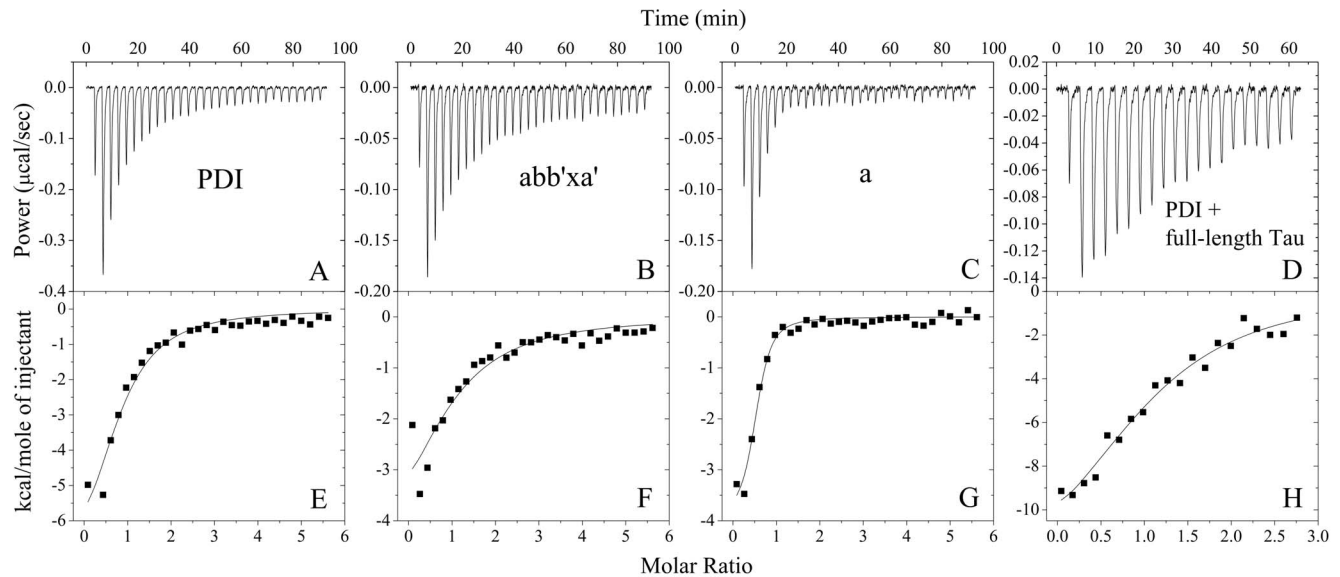 Time (min)
0 20 40 60 80 100 0 20 40 60 80 100 0 20 40 60 80 100 0 10 20 30 40 50 60
Power (μcal/sec)
0.0
-0.1
-0.2
-0.3
-0.4
PDI
A
0.00
-0.05
-0.10
-0.15
-0.20
abb'xa'
B
0.00
-0.05
-0.10
-0.15
-0.20
a
C
0.02
0.00
-0.02
-0.04
-0.06
-0.08
-0.10
-0.12
-0.14
PDI +
full-length Tau
D
kcal/mole of injectant
0
-1
-2
-3
-4
-5
-6
E
0 1 2 3 4 5 6
0
-1
-2
-3
-4
F
0 1 2 3 4 5 6
0
-1
-2
-3
-4
G
0 1 2 3 4 5 6
0
-2
-4
-6
-8
-10
H
0.0 0.5 1.0 1.5 2.0 2.5 3.0
Molar Ratio